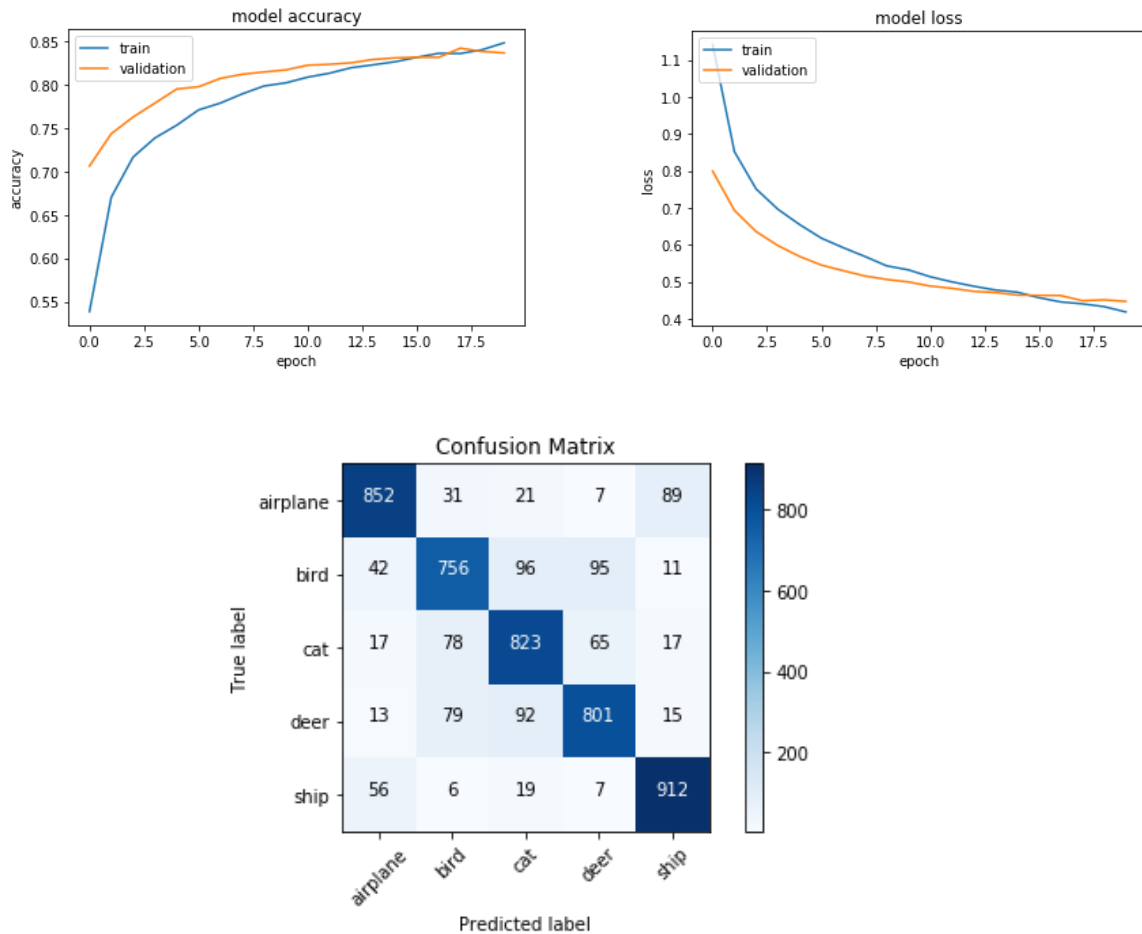 model accuracy
train
validation
0.85
0.80
0.75
0.70
0.65
0.60
0.55
accuracy
0.0 2.5 5.0 7.5 10.0 12.5 15.0 17.5
epoch
model loss
train
validation
1.1
1.0
0.9
0.8
0.7
0.6
0.5
0.4
loss
0.0 2.5 5.0 7.5 10.0 12.5 15.0 17.5
epoch
Confusion Matrix
True label
airplane 852 31 21 7 89
bird 42 756 96 95 11
cat 17 78 823 65 17
deer 13 79 92 801 15
ship 56 6 19 7 912
airplane bird cat deer ship
Predicted label
800
600
400
200